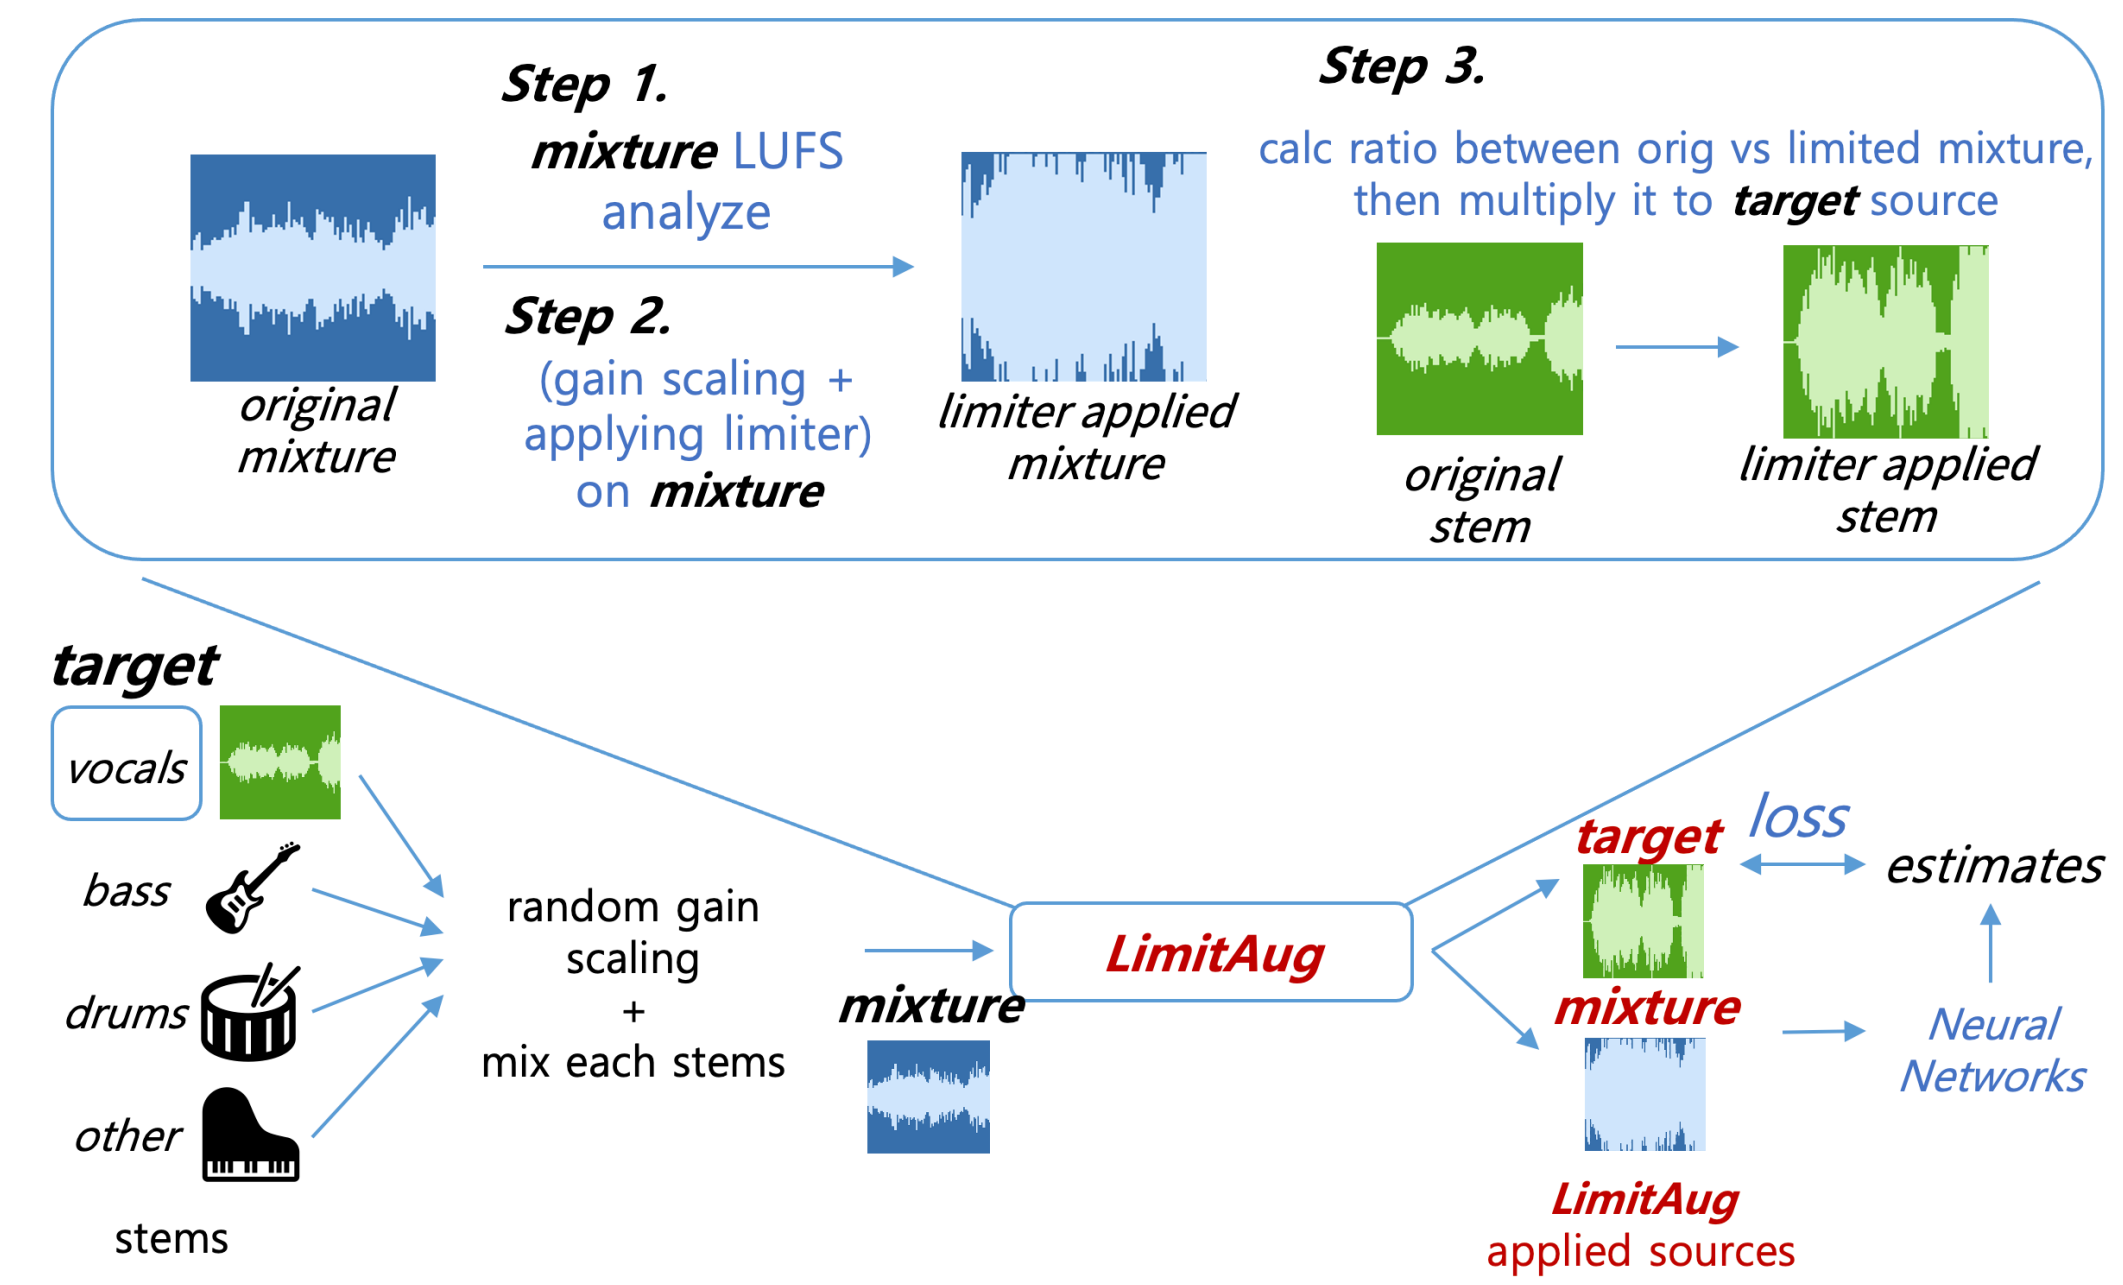 Step 1.
mixture LUFS
analyze
Step 2.
(gain scaling +
applying limiter)
on mixture
original
mixture
limiter applied
mixture
Step 3.
calc ratio between orig vs limited mixture,
then multiply it to target source
original
stem
limiter applied
stem
target
vocals
bass
drums
other
stems
random gain
scaling
+
mix each stems
mixture
LimitAug
target
loss
estimates
mixture
Neural
Networks
LimitAug
applied sources